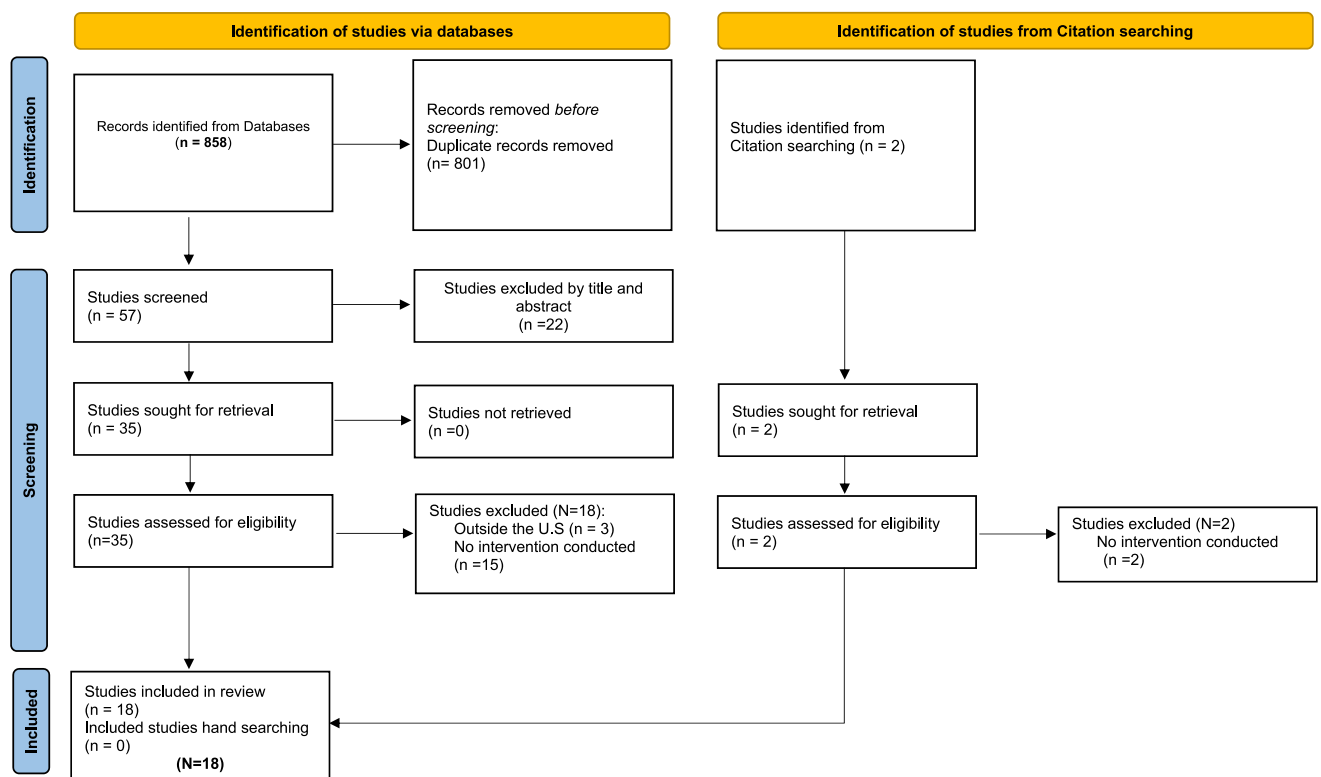 Identification of studies via databases
Identification of studies from Citation searching
Identification
Records identified from Databases
(n = 858)
Records removed before
screening:
Duplicate records removed
(n= 801)
Studies identified from
Citation searching (n = 2)
Screening
Studies screened
(n = 57)
Studies excluded by title and
abstract
(n =22)
Studies sought for retrieval
(n = 35)
Studies not retrieved
(n =0)
Studies sought for retrieval
(n = 2)
Studies assessed for eligibility
(n=35)
Studies excluded (N=18):
Outside the U.S (n = 3)
No intervention conducted
(n =15)
Studies assessed for eligibility
(n = 2)
Studies excluded (N=2)
No intervention conducted
(n =2)
Included
Studies included in review
(n = 18)
Included studies hand searching
(n = 0)
(N=18)